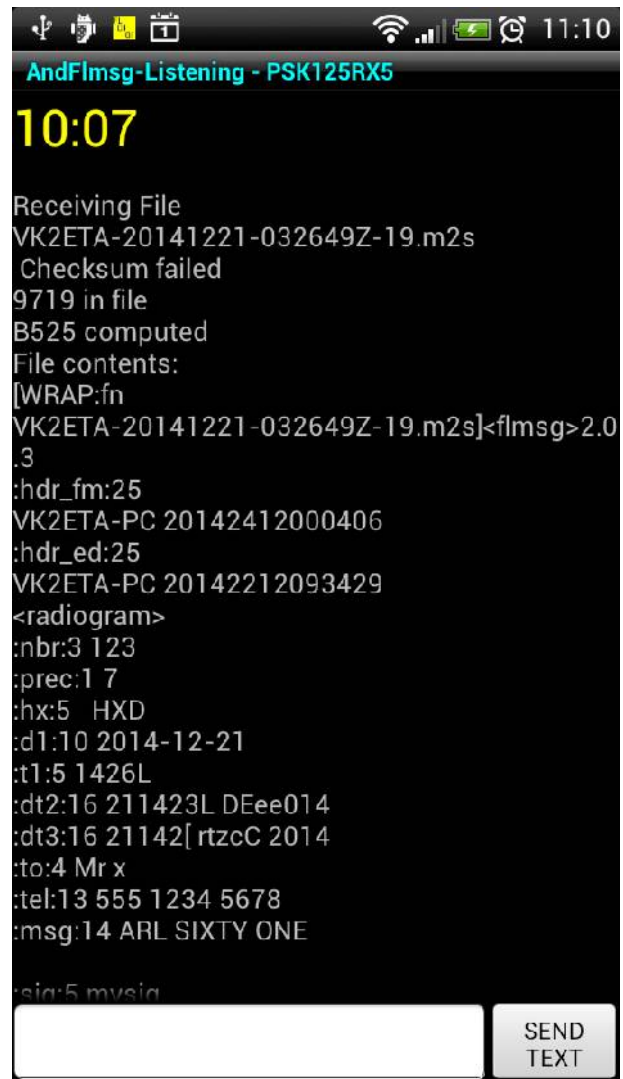 11:10
AndFlmsg-Listening - PSK125RX5
10:07
Receiving File
VK2ETA-20141221-032649Z-19.m2s
Checksum failed
9719 in file
B525 computed
File contents:
[WRAP:fn
VK2ETA-20141221-032649Z-19.m2s]<flmsg>2.0
.3
:hdr_fm:25
VK2ETA-PC 20142412000406
:hdr_ed:25
VK2ETA-PC 20142212093429
<radiogram>
:nbr:3 123
:prec:1 7
:hx:5   HXD
:d1:10 2014-12-21
:t1:5 1426L
:dt2:16 211423L DEee014
:dt3:16 21142[ rtzcC 2014
:to:4 Mr x
:tel:13 555 1234 5678
:msg:14 ARL SIXTY ONE
:sig:5 mysig
SEND
TEXT